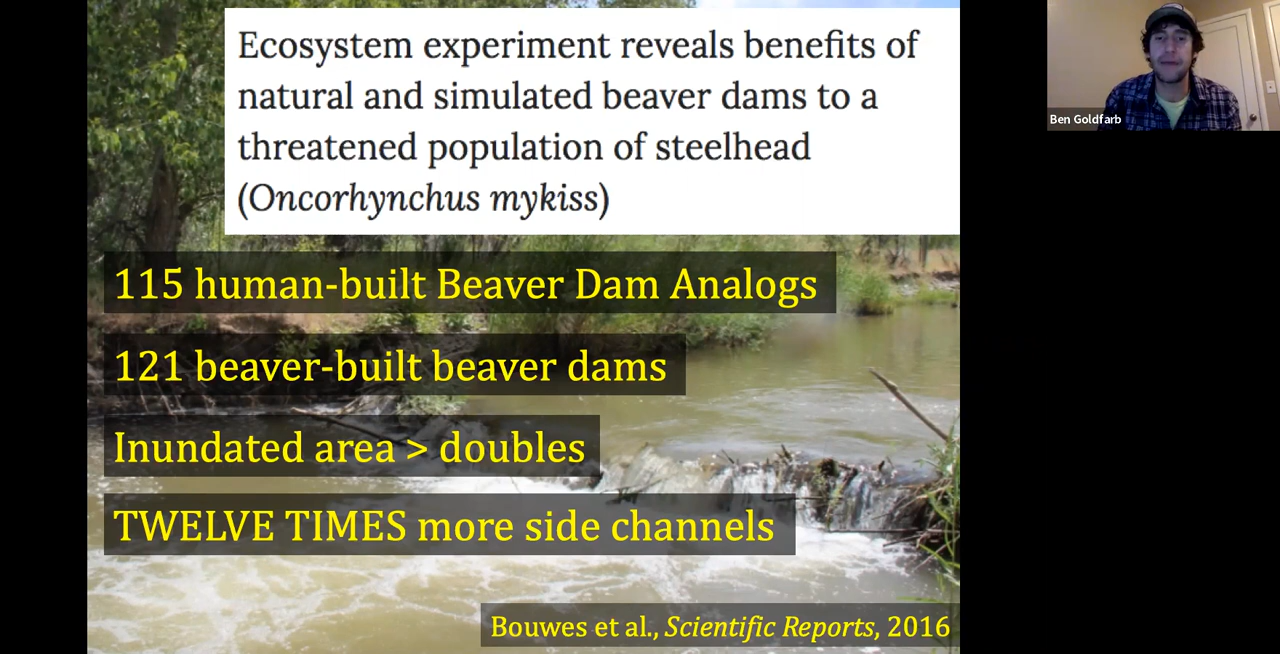 Ecosystem experiment reveals benefits of
natural and simulated beaver dams to a
threatened population of steelhead
(Oncorhynchus mykiss)
115 human-built Beaver Dam Analogs
121 beaver-built beaver dams
Inundated area > doubles
TWELVE TIMES more side channels
Bouwes et al., Scientific Reports, 2016
Ben Goldfarb